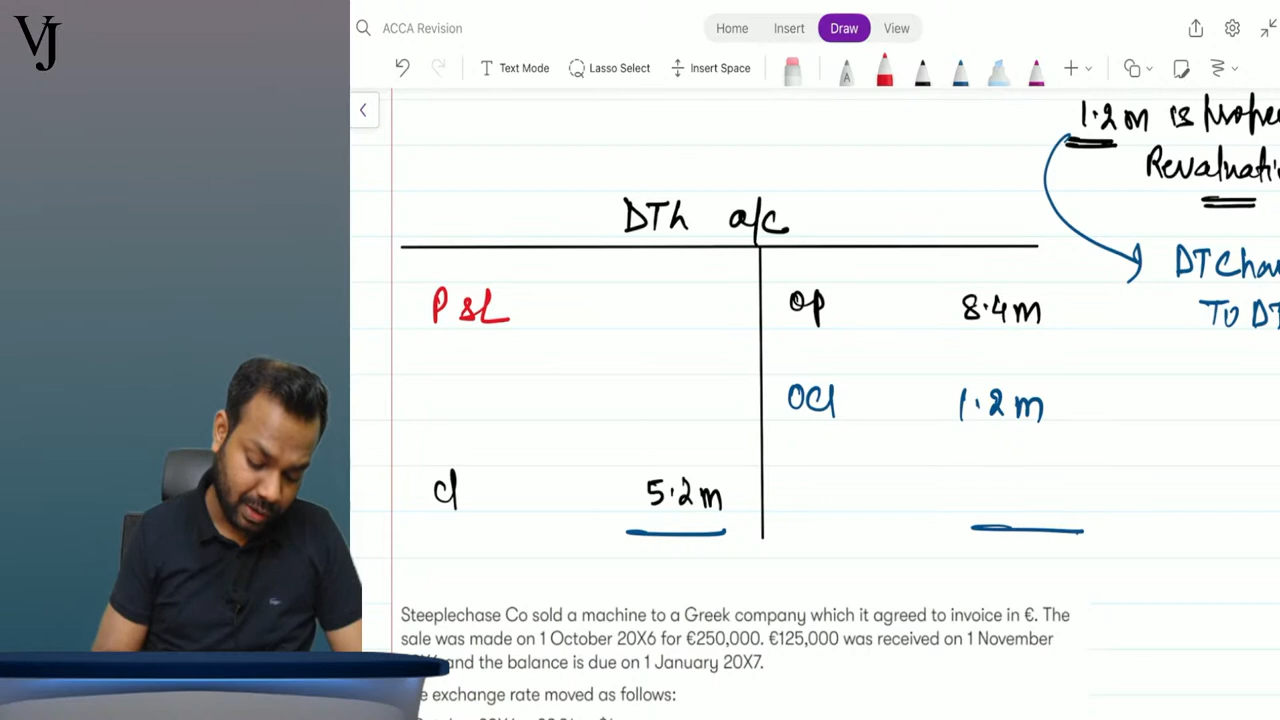 VJ
ACCA Revision
Home Insert Draw View
Text Mode Lasso Select Insert Space
1.2m is
DTL a/c
P&L
OP 8.4m
OCI 1.2m
Cl 5.2m
To
Steeplechase Co sold a machine to a Greek company which it agreed to invoice in €. The
sale was made on 1 October 20X6 for €250,000. €125,000 was received on 1 November
and the balance is due on 1 January 20X7.
exchange rate moved as follows: